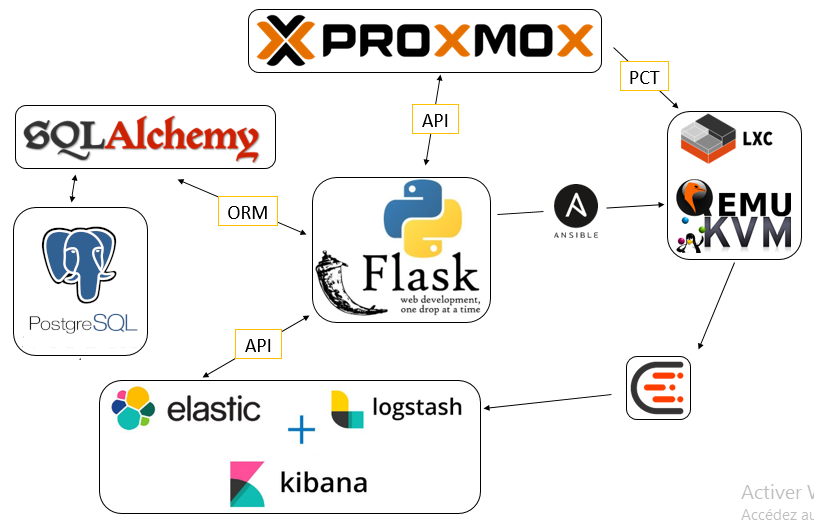 PROXMOX
PCT
API
SQLAlchemy
LXC
QEMU
KVM
ORM
ANSIBLE
Flask
web development,
one drop at a time
PostgreSQL
API
elastic
logstash
+
kibana
Activer W
Accédez au